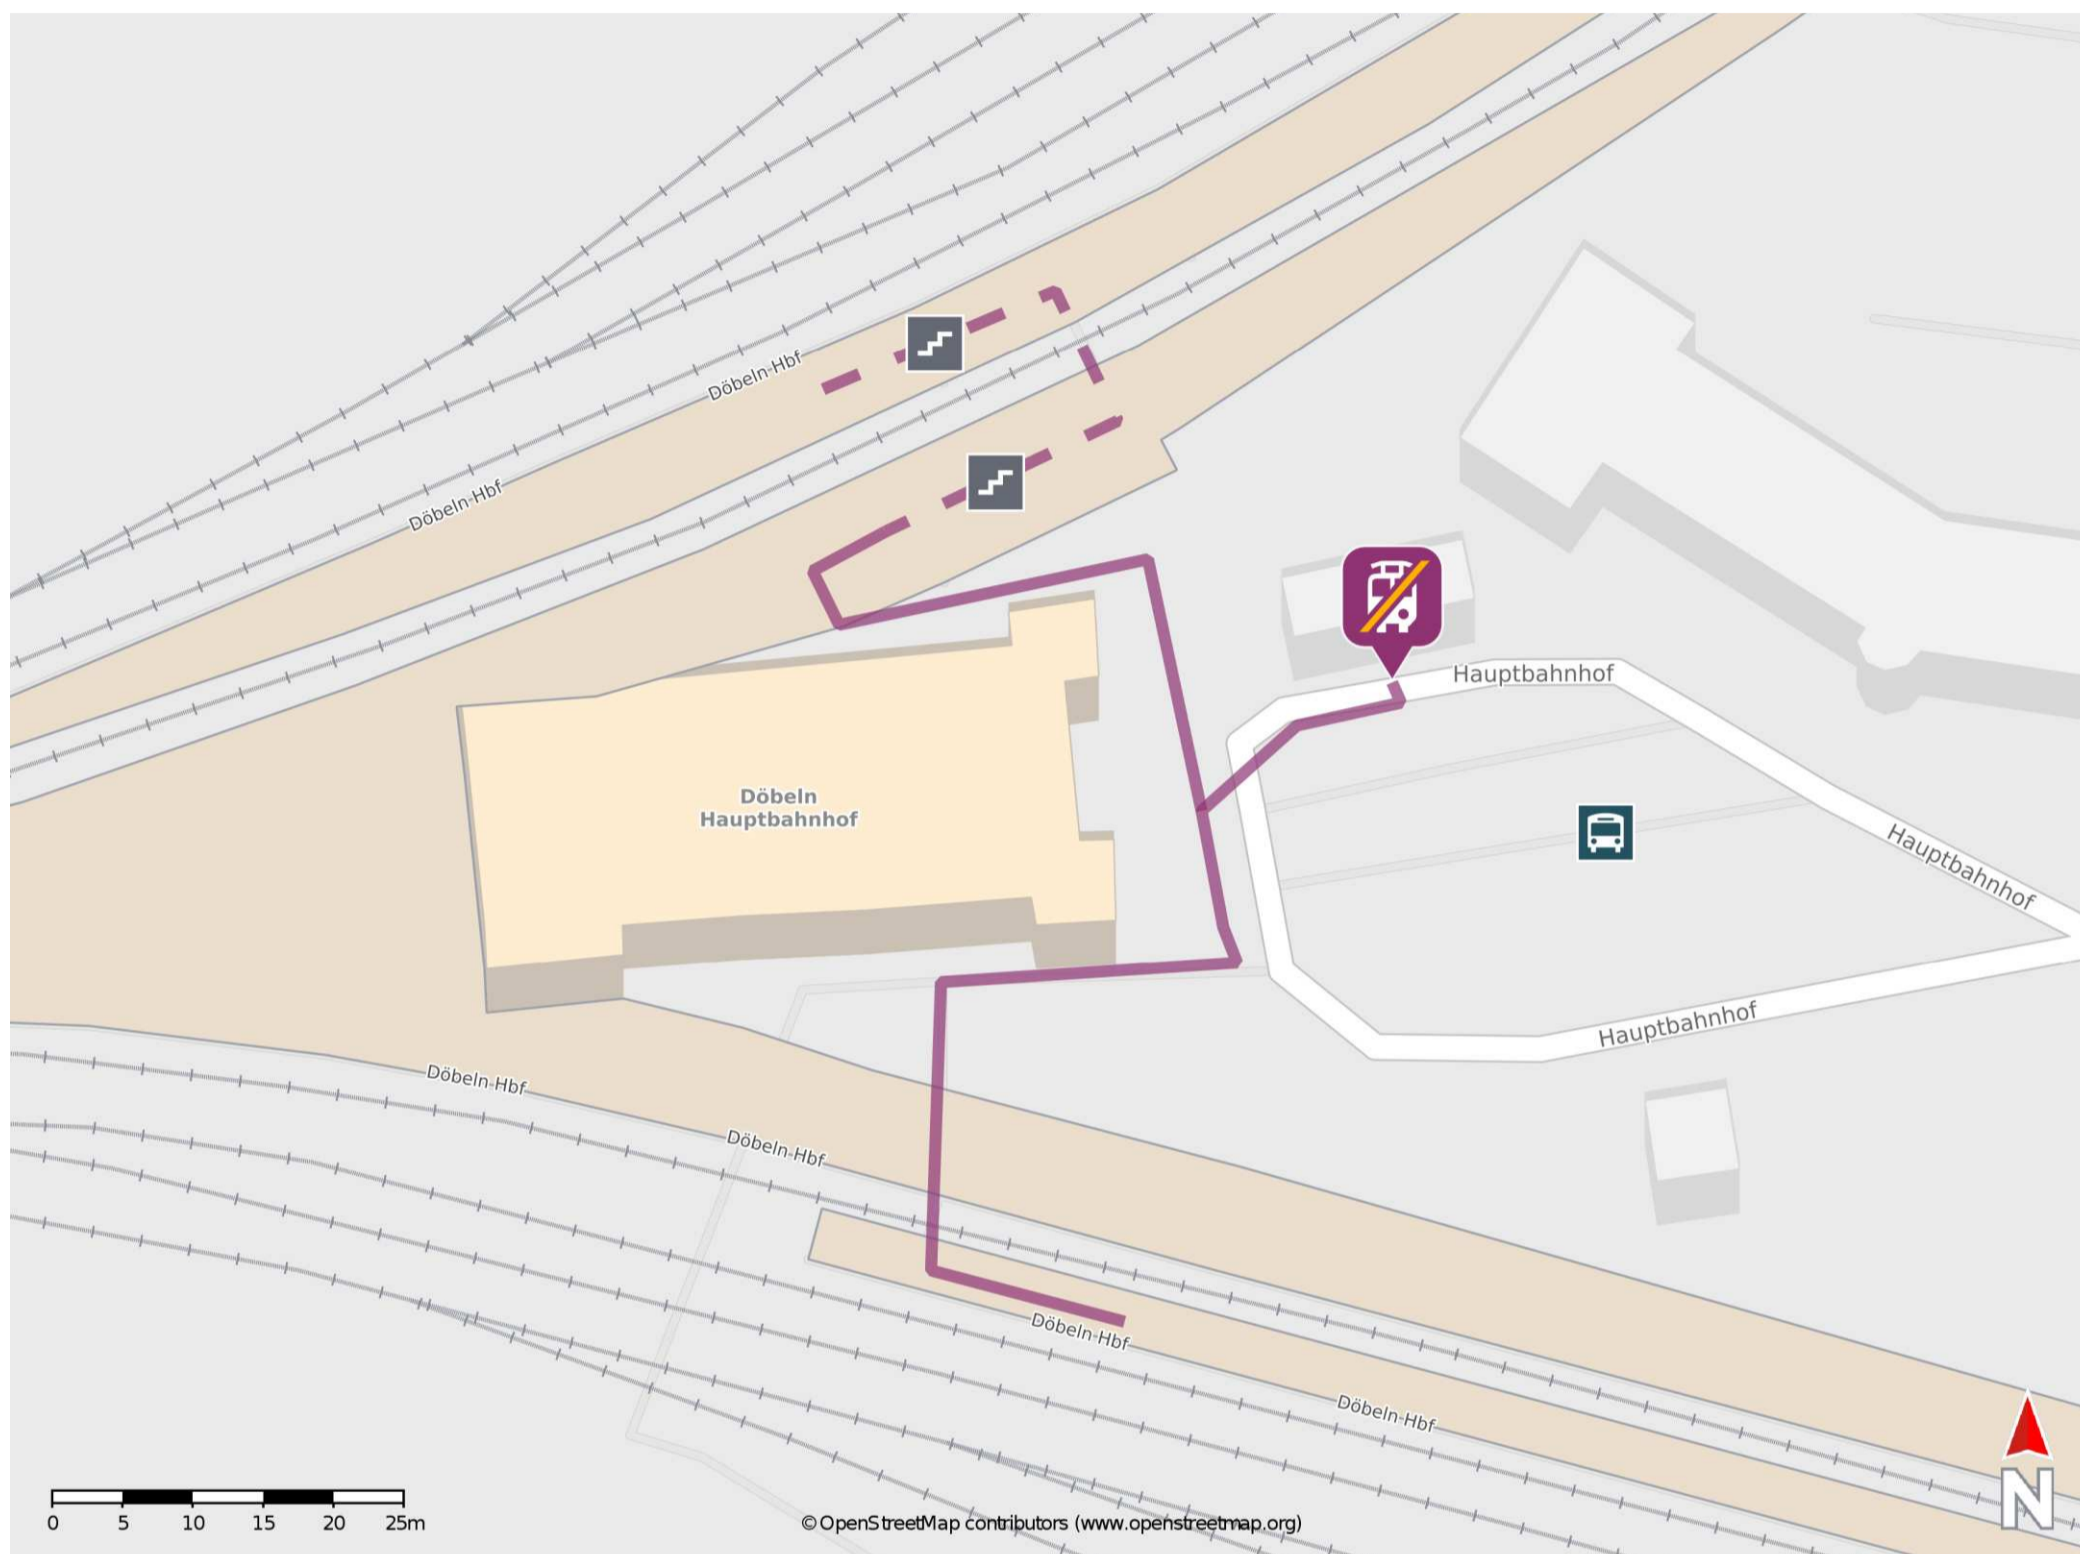 Döbeln-Hbf
Döbeln-Hbf
Hauptbahnhof
Döbeln
Hauptbahnhof
Hauptbahnhof
Hauptbahnhof
Döbeln-Hbf
Döbeln-Hbf
Döbeln-Hbf
Döbeln-Hbf
N
0 5 10 15 20 25m
©OpenStreetMap contributors (www.openstreetmap.org)